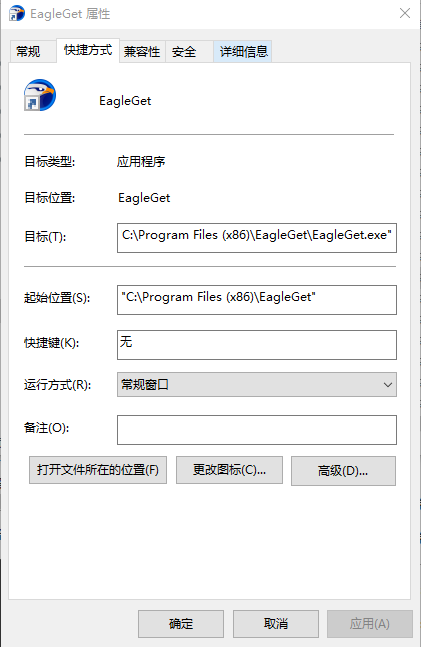 EagleGet 属性
常规 快捷方式 兼容性 安全 详细信息
EagleGet
目标类型: 应用程序
目标位置: EagleGet
目标(T): C:\Program Files (x86)\EagleGet\EagleGet.exe"
起始位置(S): "C:\Program Files (x86)\EagleGet"
快捷键(K): 无
运行方式(R): 常规窗口
备注(O):
打开文件所在的位置(F) 更改图标(C)... 高级(D)...
确定 取消 应用(A)